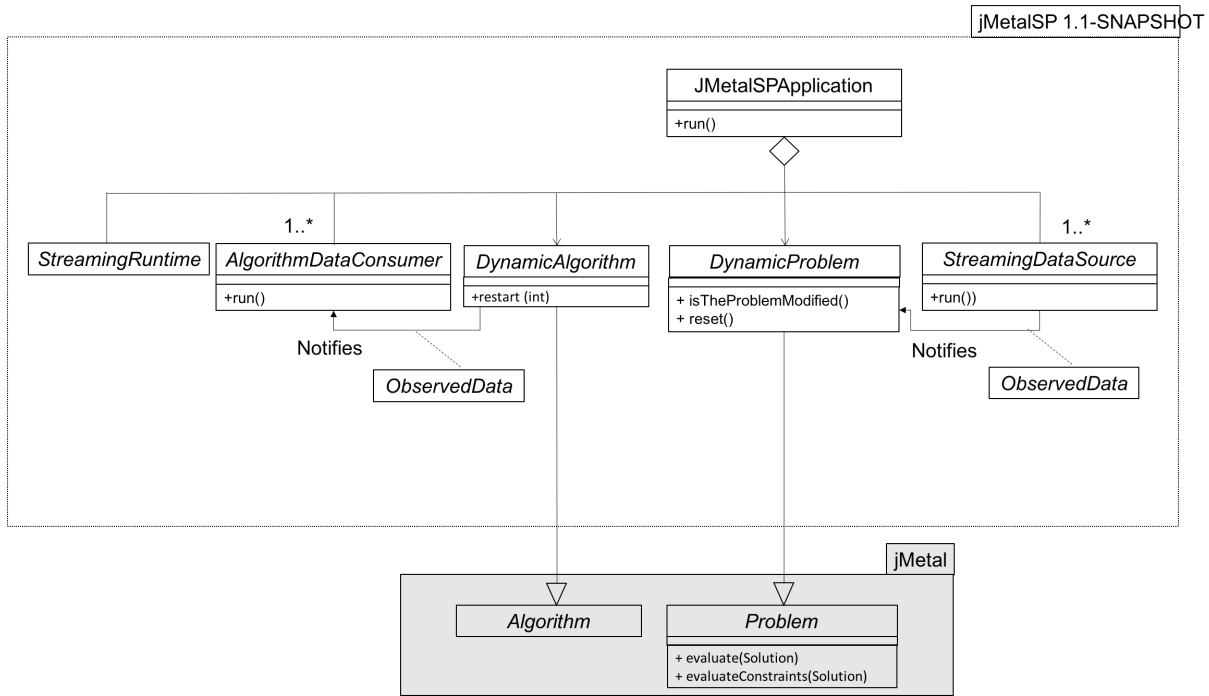 jMetalSP 1.1-SNAPSHOT
JMetalSPApplication
+run()
1..*
1..*
StreamingRuntime
AlgorithmDataConsumer
+run()
DynamicAlgorithm
+restart (int)
DynamicProblem
+ isTheProblemModified()
+ reset()
StreamingDataSource
+run())
Notifies
Notifies
ObservedData
ObservedData
jMetal
Algorithm
Problem
+ evaluate(Solution)
+ evaluateConstraints(Solution)